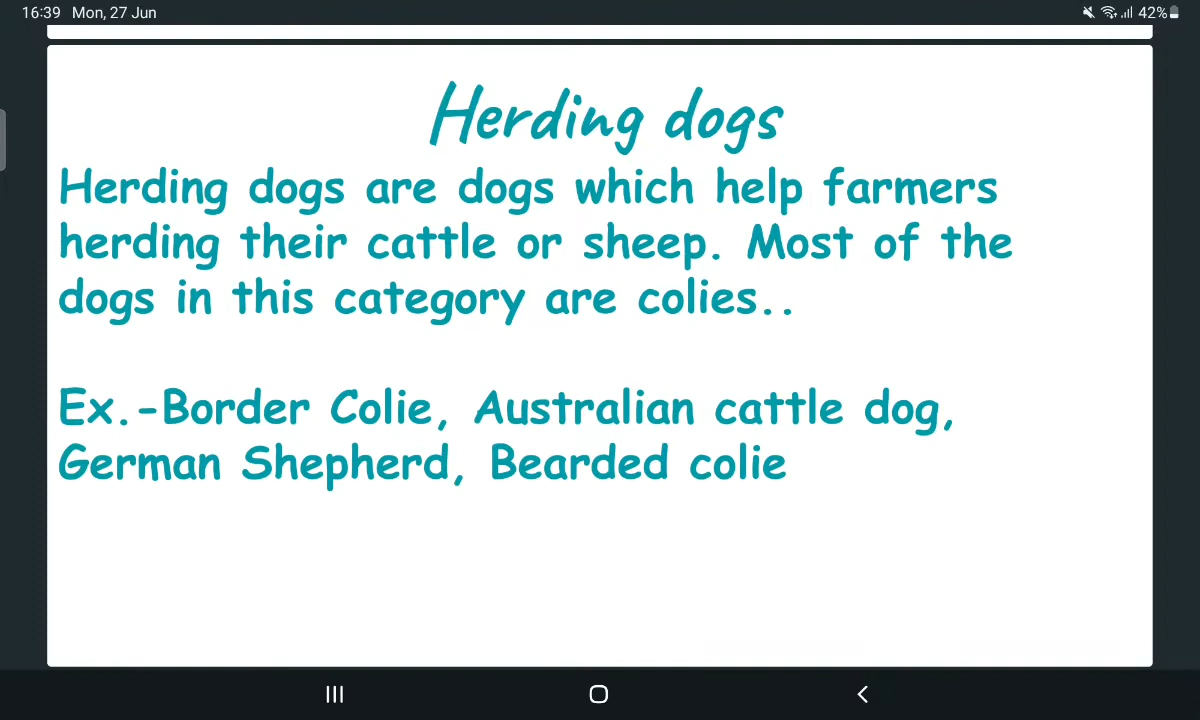 16:39 Mon, 27 Jun 42%
Herding dogs
Herding dogs are dogs which help farmers
herding their cattle or sheep. Most of the
dogs in this category are colies..
Ex.-Border Colie, Australian cattle dog,
German Shepherd, Bearded colie